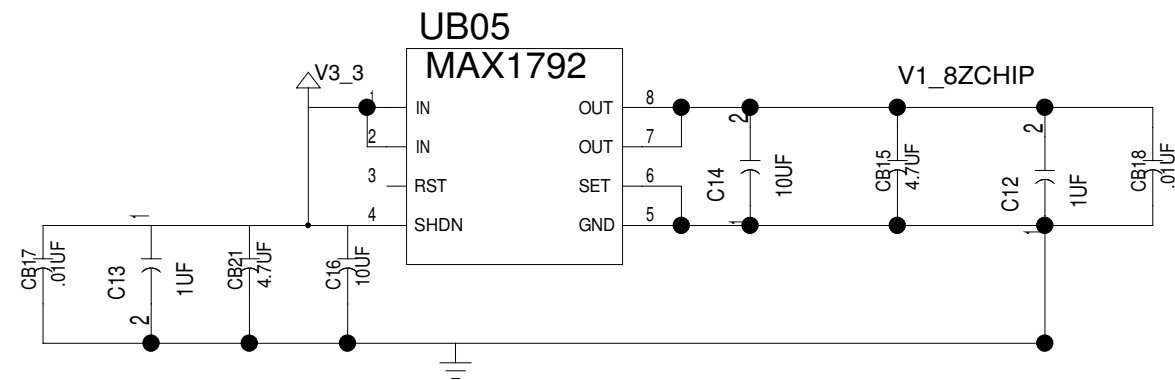 UB05
MAX1792
V3_3
V1_8ZCHIP
1 IN OUT 8
2 IN OUT 7
3 RST SET 6
4 SHDN GND 5
2 C14 10UF 1
CB15 4.7UF
2 C12 1UF 1
CB18 .01UF
CB17 .01UF
1 C13 1UF 2
CB21 4.7UF
C16 10UF